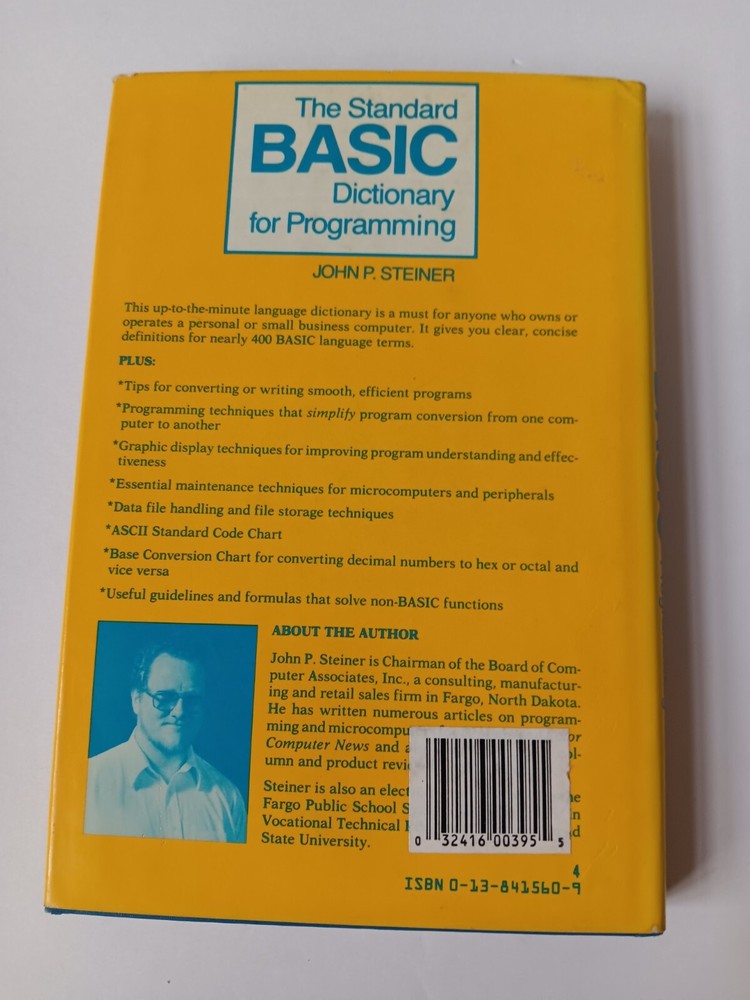 The Standard
BASIC
Dictionary
for Programming
JOHN P. STEINER
This up-to-the-minute language dictionary is a must for anyone who owns or
operates a personal or small business computer. It gives you clear, concise
definitions for nearly 400 BASIC language terms.
PLUS:
*Tips for converting or writing smooth, efficient programs
*Programming techniques that simplify program conversion from one com-
puter to another
*Graphic display techniques for improving program understanding and effec-
tiveness
*Essential maintenance techniques for microcomputers and peripherals
*Data file handling and file storage techniques
*ASCII Standard Code Chart
*Base Conversion Chart for converting decimal numbers to hex or octal and
vice versa
*Useful guidelines and formulas that solve non-BASIC functions
ABOUT THE AUTHOR
John P. Steiner is Chairman of the Board of Com-
puter Associates, Inc., a consulting, manufactur-
ing and retail sales firm in Fargo, North Dakota.
He has written numerous articles on program-
ming and
Computer News and
umn and product
Steiner is also an
Fargo Public School
Vocational Technical
State University.
0 32416 00395 5
4
ISBN 0-13-841560-9